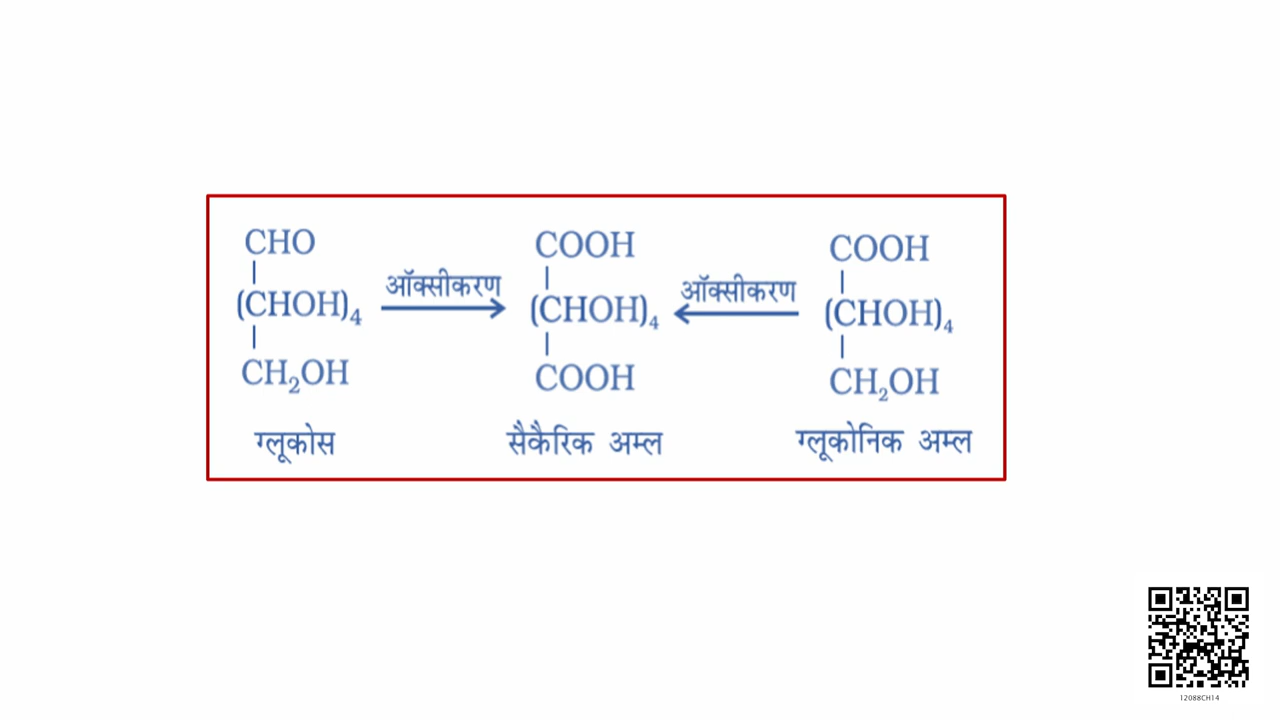 CHO
(CHOH)₄
CH₂OH
ग्लूकोस
ऑक्सीकरण
COOH
(CHOH)₄
COOH
सैकैरिक अम्ल
ऑक्सीकरण
COOH
(CHOH)₄
CH₂OH
ग्लूकोनिक अम्ल
12088CH14